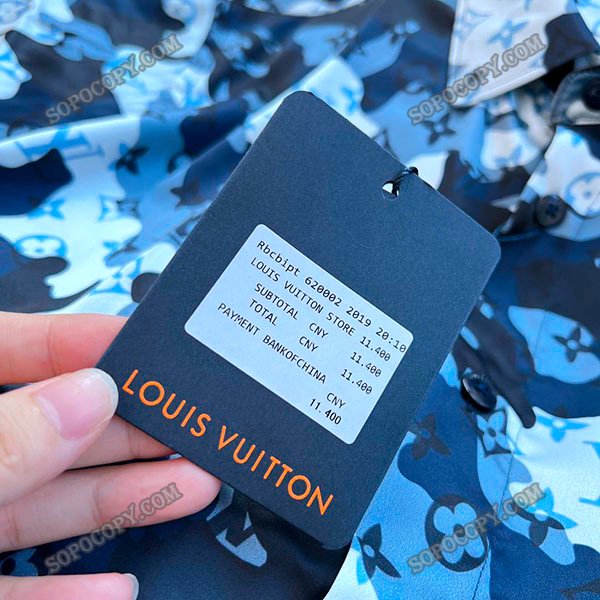 SOPOCOPY.COM
SOPOCOPY.COM
Rbcbipt 620002 2019 20:10
LOUIS VUITTON STORE 11.400
SUBTOTAL CNY 11.400
TOTAL CNY 11.400
PAYMENT BANKOFCHINA CNY
11.400
LOUIS VUITTON
SOPOCOPY.COM
SOPOCOPY.COM